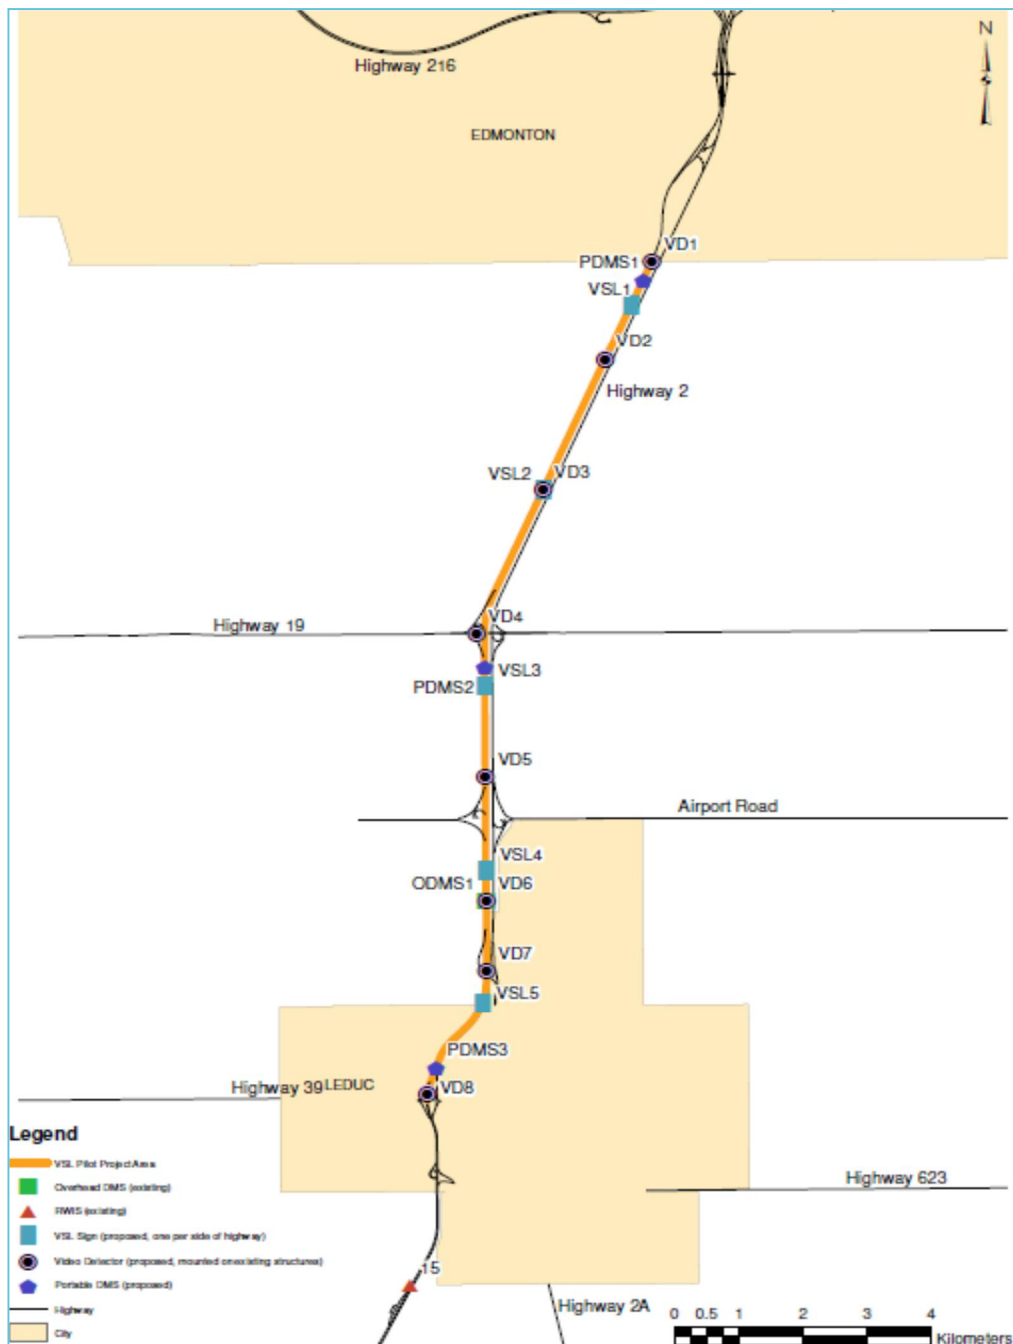 N
Highway 216
EDMONTON
VD1
PDMS1
VSL1
VD2
Highway 2
VSL2 VD3
VD4
Highway 19
VSL3
PDMS2
VD5
Airport Road
VSL4
ODMS1 VD6
VD7
VSL5
PDMS3
Highway 39 LEDUC VD8
Legend
VSL Pilot Project Area
Overhead DMS (existing)
RWIS (existing)
VSL Sign (proposed, one per side of highway)
Video Detector (proposed, mounted on existing structures)
Portable DMS (proposed)
Highway
City
Highway 623
15
Highway 2A
0 0.5 1 2 3 4
Kilometers